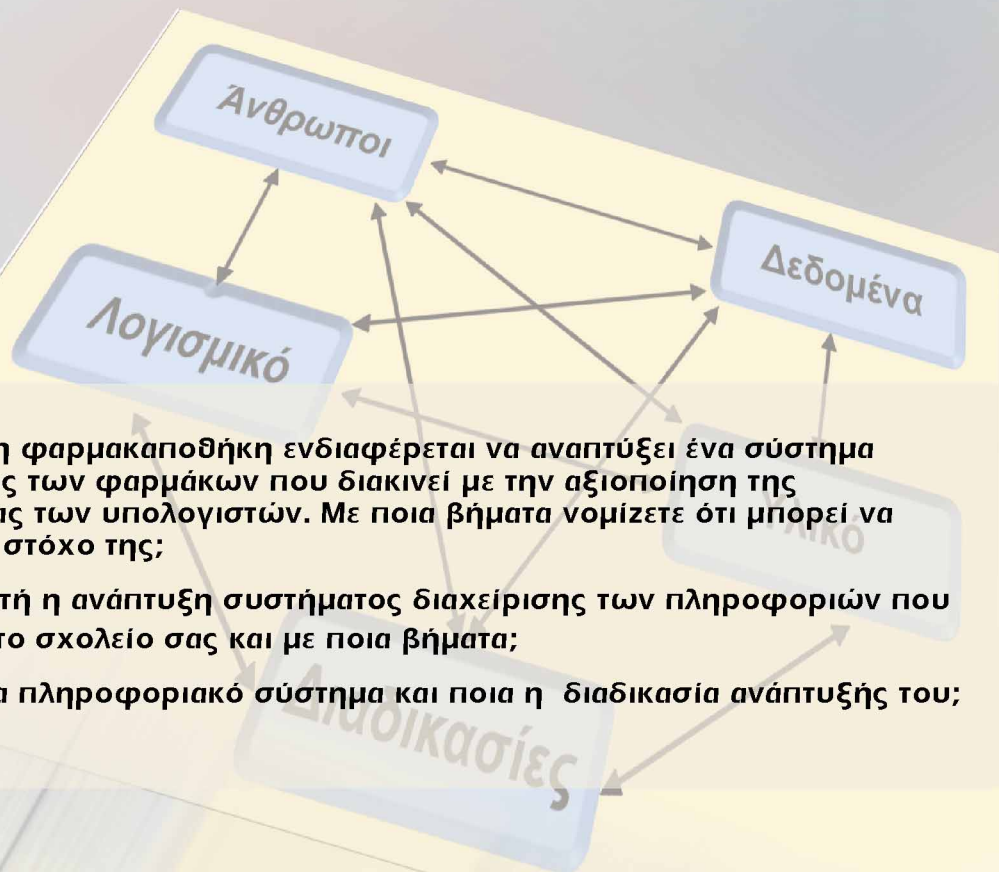 Άνθρωποι
Δεδομένα
Λογισμικό
η φαρμακαποθήκη ενδιαφέρεται να αναπτύξει ένα σύστημα
ς των φαρμάκων που διακινεί με την αξιοποίηση της
ας των υπολογιστών. Με ποια βήματα νομίζετε ότι μπορεί να
στόχο της;
Υλικό
τή η ανάπτυξη συστήματος διαχείρισης των πληροφοριών που
το σχολείο σας και με ποια βήματα;
α πληροφοριακό σύστημα και ποια η διαδικασία ανάπτυξής του;
Διαδικασίες